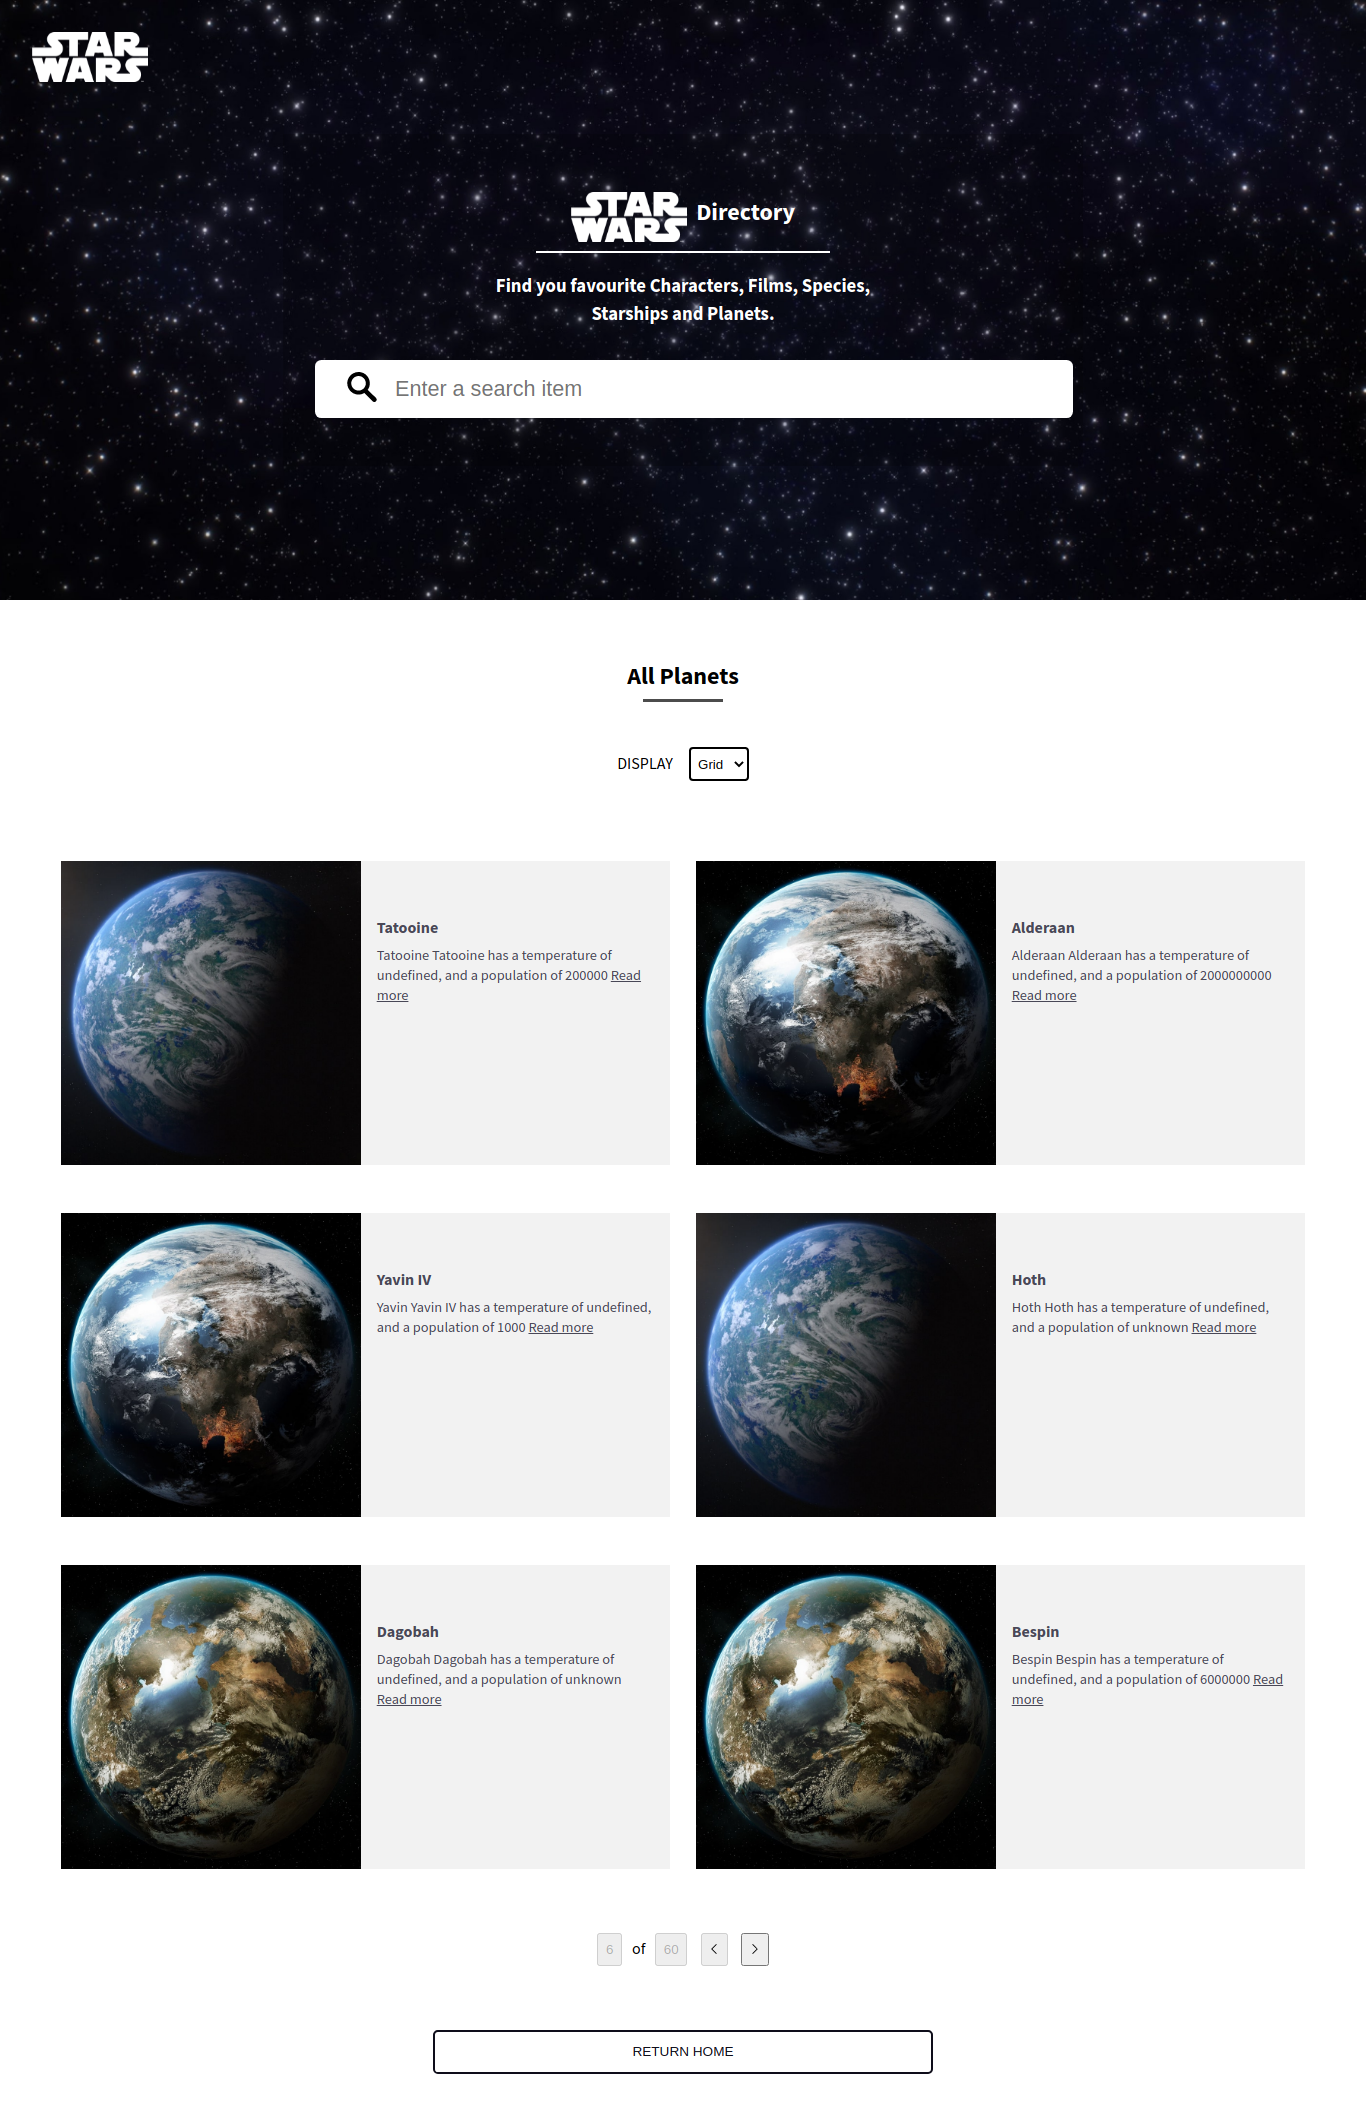 STAR
WARS
STAR
WARS
Directory
Find you favourite Characters, Films, Species,
Starships and Planets.
Enter a search item
All Planets
DISPLAY
Grid
Tatooine
Tatooine Tatooine has a temperature of
undefined, and a population of 200000 Read
more
Alderaan
Alderaan Alderaan has a temperature of
undefined, and a population of 2000000000
Read more
Yavin IV
Yavin Yavin IV has a temperature of undefined,
and a population of 1000 Read more
Hoth
Hoth Hoth has a temperature of undefined,
and a population of unknown Read more
Dagobah
Dagobah Dagobah has a temperature of
undefined, and a population of unknown
Read more
Bespin
Bespin Bespin has a temperature of
undefined, and a population of 6000000 Read
more
6 of 60
RETURN HOME